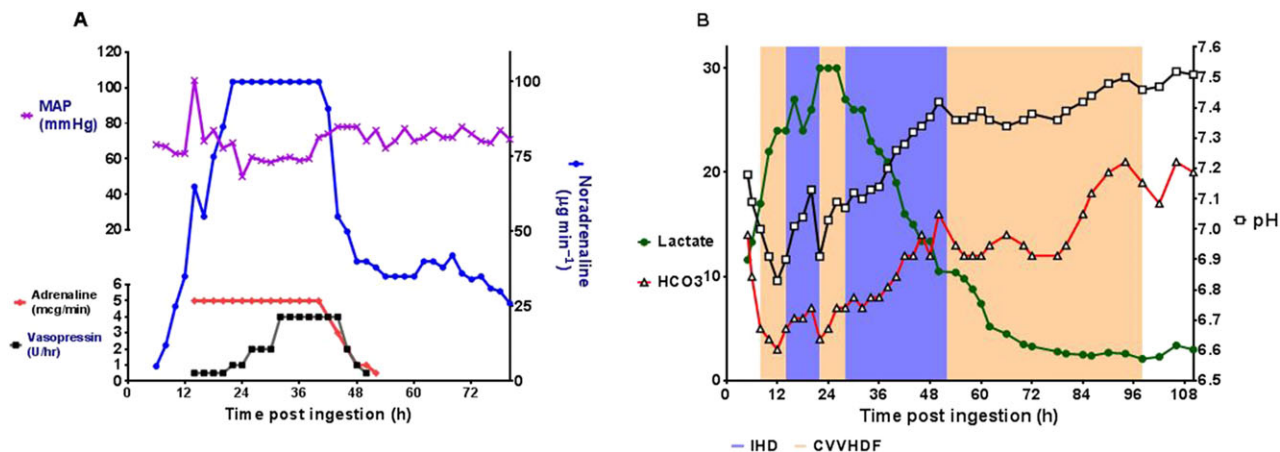 A
120
100
80
60
40
20
MAP
(mmHg)
100
75
50
25
0
Noradrenaline
(µg min⁻¹)
6
5
4
3
2
1
0
Adrenaline
(mcg/min)
Vasopressin
(U/hr)
0 12 24 36 48 60 72
Time post ingestion (h)
B
30
20
10
0
Lactate
HCO3
7.6
7.5
7.4
7.3
7.2
7.1
7.0
6.9
6.8
6.7
6.6
6.5
pH
0 12 24 36 48 60 72 84 96 108
Time post ingestion (h)
IHD CVVHDF